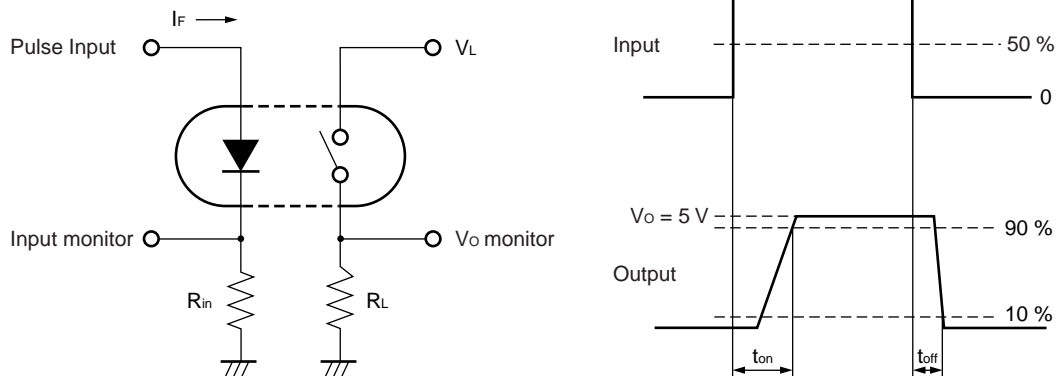 IF
Pulse Input
VL
Input monitor
VO monitor
Rin
RL
Input
50 %
0
VO = 5 V
90 %
Output
10 %
ton
toff